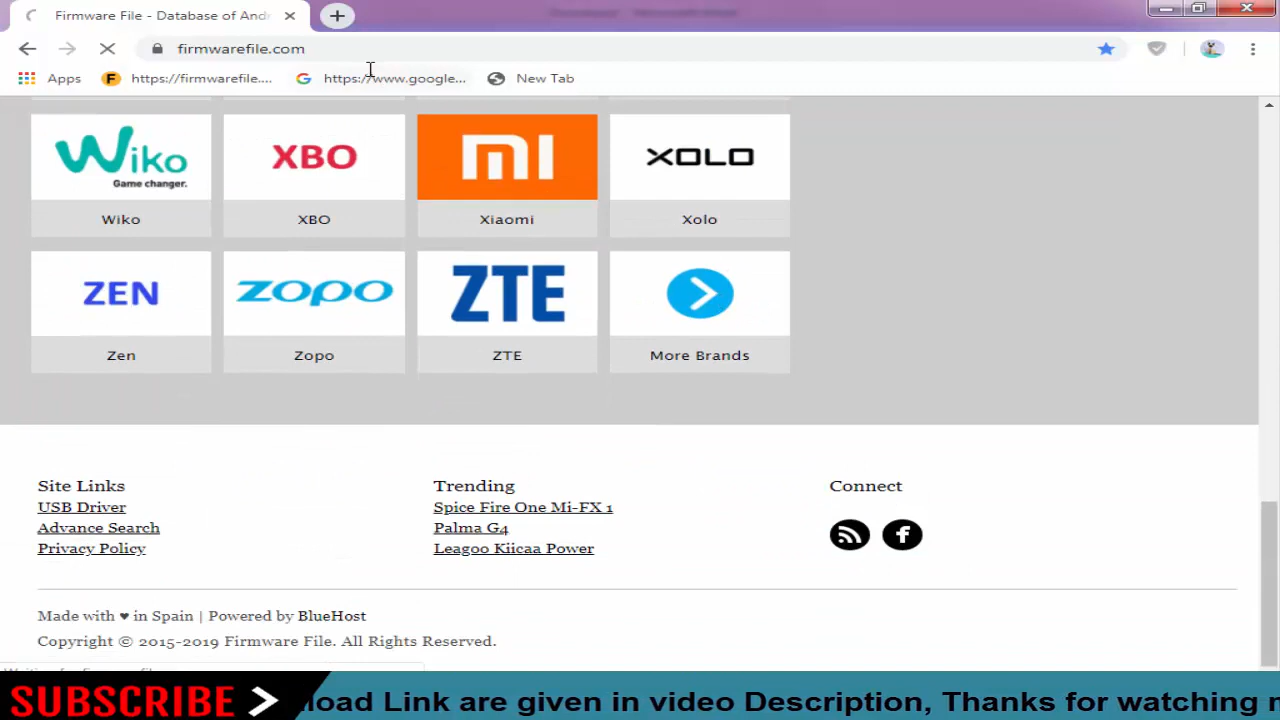 Firmware File - Database of Andr
firmwarefile.com
Apps
https://firmwarefile....
https://www.google...
New Tab
Wiko
Game changer.
XBO
mi
XOLO
Wiko
XBO
Xiaomi
Xolo
ZEN
ZOPO
ZTE
Zen
Zopo
ZTE
More Brands
Site Links
Trending
Connect
USB Driver
Spice Fire One Mi-FX 1
Advance Search
Palma G4
Privacy Policy
Leagoo Kiicaa Power
Made with ♥ in Spain | Powered by BlueHost
Copyright © 2015-2019 Firmware File. All Rights Reserved.
SUBSCRIBE
load Link are given in video Description, Thanks for watching